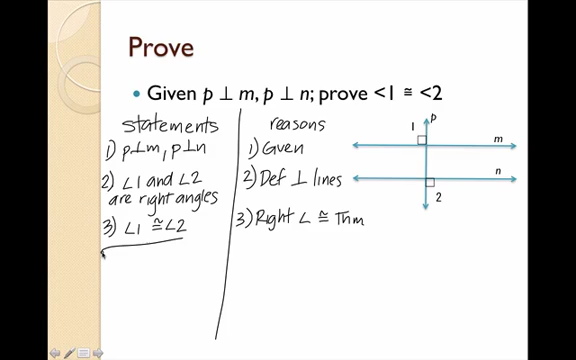 Prove
• Given p ⊥ m, p ⊥ n; prove <1 ≅ <2
statements
reasons
1) p⊥m, p⊥n
1) Given
2) ∠1 and ∠2
are right angles
2) Def ⊥ lines
3) ∠1 ≅ ∠2
3) Right ∠ ≅ Thm
p
1
m
n
2